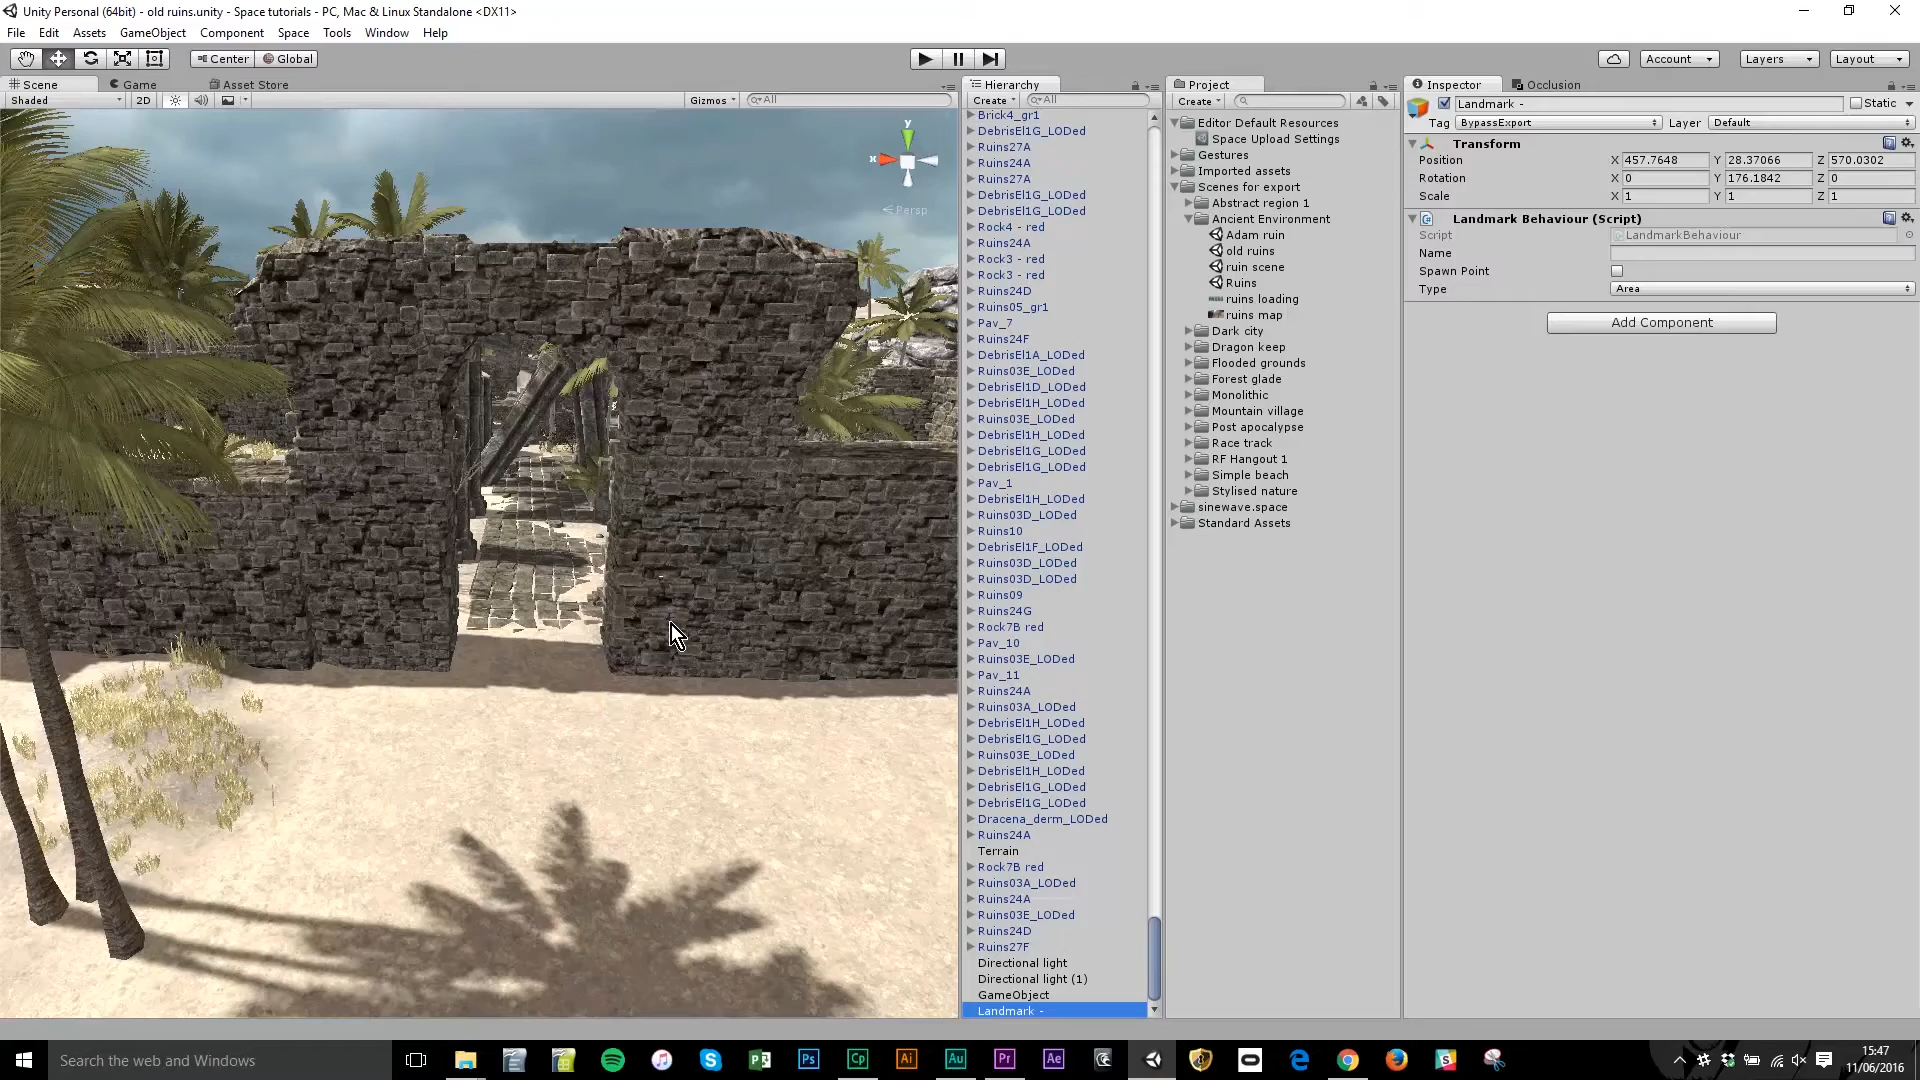 Unity Personal (64bit) - old ruins.unity - Space tutorials - PC, Mac & Linux Standalone <DX11>
File Edit Assets GameObject Component Space Tools Window Help
Center Global Account Layers Layout
Scene Game Asset Store
Shaded 2D Gizmos All
y
x
Persp
Hierarchy
Create All
Brick4_gr1
DebrisEl1G_LODed
Ruins27A
Ruins24A
Ruins27A
DebrisEl1G_LODed
DebrisEl1G_LODed
Rock4 - red
Ruins24A
Rock3 - red
Rock3 - red
Ruins24D
Ruins05_gr1
Pav_7
Ruins24F
DebrisEl1A_LODed
Ruins03E_LODed
DebrisEl1D_LODed
DebrisEl1H_LODed
Ruins03E_LODed
DebrisEl1H_LODed
DebrisEl1G_LODed
DebrisEl1G_LODed
Pav_1
DebrisEl1H_LODed
Ruins03D_LODed
Ruins10
DebrisEl1F_LODed
Ruins03D_LODed
Ruins03D_LODed
Ruins09
Ruins24G
Rock7B red
Pav_10
Ruins03E_LODed
Pav_11
Ruins24A
Ruins03A_LODed
DebrisEl1H_LODed
DebrisEl1G_LODed
Ruins03E_LODed
DebrisEl1H_LODed
DebrisEl1G_LODed
DebrisEl1G_LODed
Dracena_derm_LODed
Ruins24A
Terrain
Rock7B red
Ruins03A_LODed
Ruins24A
Ruins03E_LODed
Ruins24D
Ruins27F
Directional light
Directional light (1)
GameObject
Landmark -
Project
Create
Editor Default Resources
Space Upload Settings
Gestures
Imported assets
Scenes for export
Abstract region 1
Ancient Environment
Adam ruin
old ruins
ruin scene
Ruins
ruins loading
ruins map
Dark city
Dragon keep
Flooded grounds
Forest glade
Monolithic
Mountain village
Post apocalypse
Race track
RF Hangout 1
Simple beach
Stylised nature
sinewave.space
Standard Assets
Inspector Occlusion
Landmark - Static
Tag BypassExport Layer Default
Transform
Position X 457.7648 Y 28.37066 Z 570.0302
Rotation X 0 Y 176.1842 Z 0
Scale X 1 Y 1 Z 1
Landmark Behaviour (Script)
Script LandmarkBehaviour
Name
Spawn Point
Type Area
Add Component
Search the web and Windows
Ps Cp Ai Au Pr Ae
15:47
11/06/2016